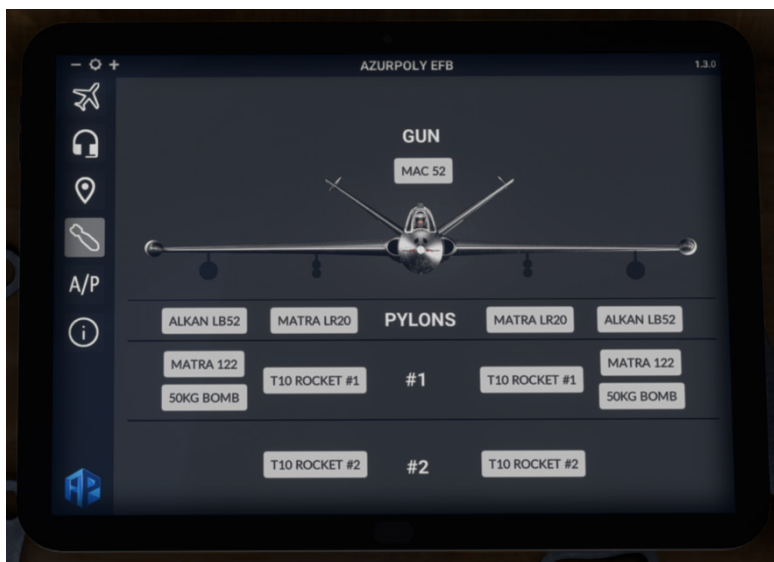 − +
AZURPOLY EFB
1.3.0
GUN
MAC 52
A/P
i
ALKAN LB52 MATRA LR20 PYLONS MATRA LR20 ALKAN LB52
MATRA 122 MATRA 122
T10 ROCKET #1 #1 T10 ROCKET #1
50KG BOMB 50KG BOMB
T10 ROCKET #2 #2 T10 ROCKET #2
AP